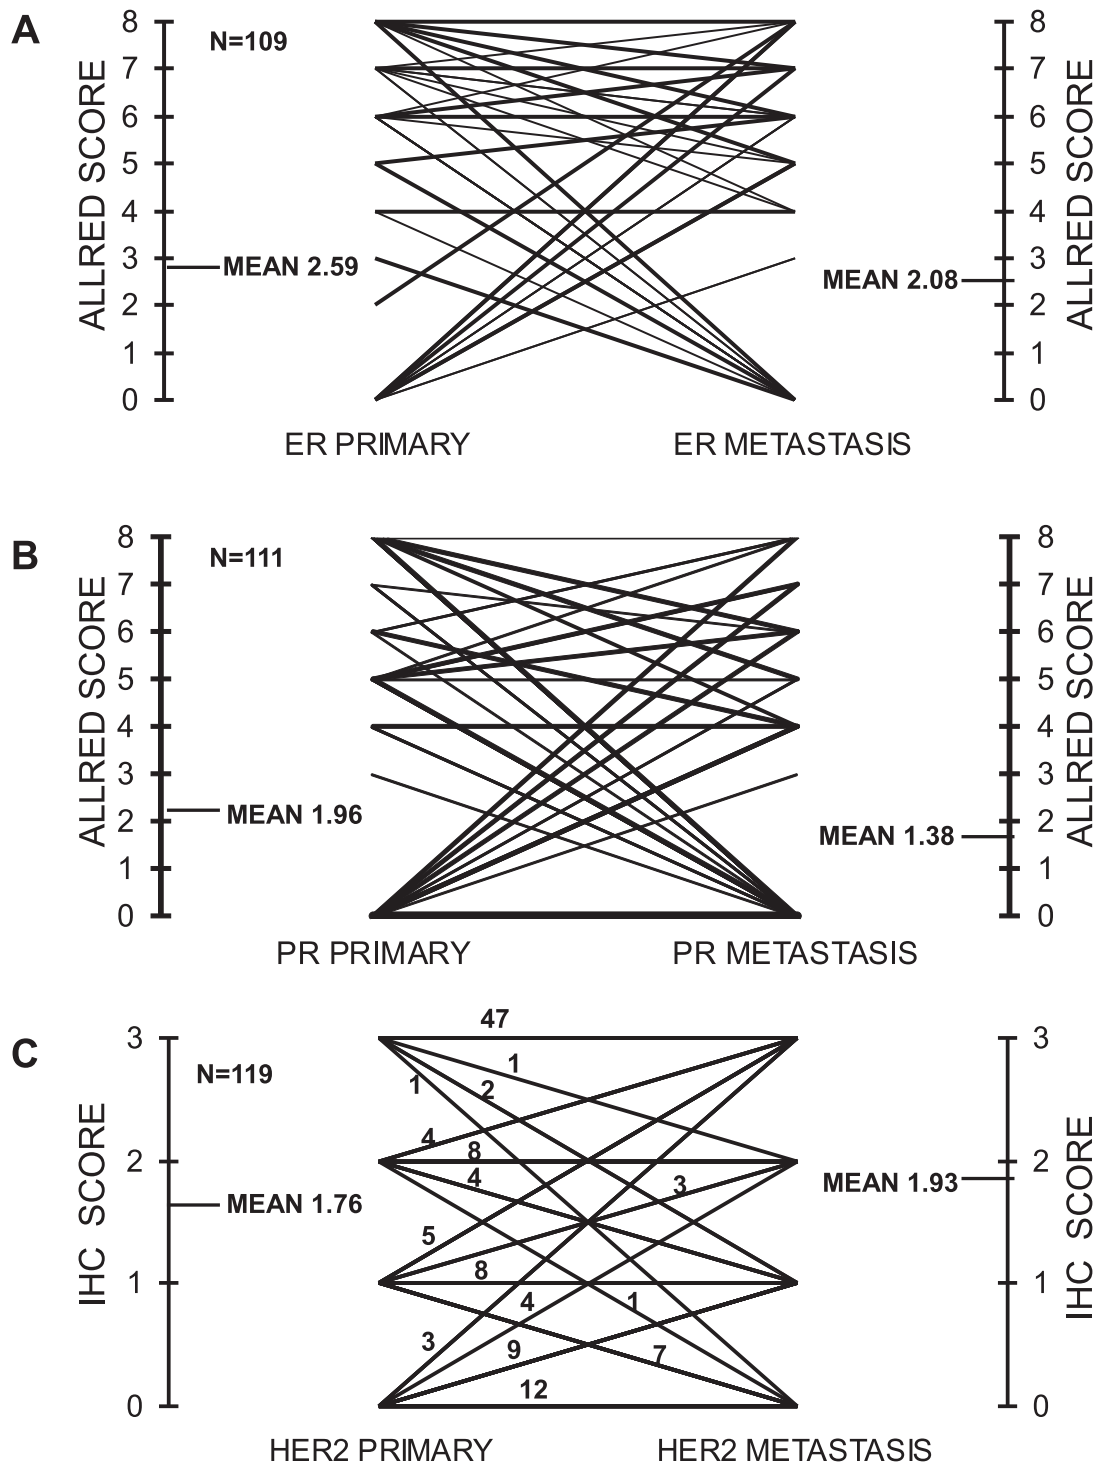 A
N=109
ALLRED SCORE
8
7
6
5
4
3
2
1
0
MEAN 2.59
MEAN 2.08
8
7
6
5
4
3
2
1
0
ALLRED SCORE
ER PRIMARY
ER METASTASIS
B
N=111
ALLRED SCORE
8
7
6
5
4
3
2
1
0
MEAN 1.96
MEAN 1.38
8
7
6
5
4
3
2
1
0
ALLRED SCORE
PR PRIMARY
PR METASTASIS
C
N=119
IHC SCORE
3
2
1
0
MEAN 1.76
47
1
1
2
4
8
4
3
5
8
4
1
3
9
7
12
MEAN 1.93
3
2
1
0
IHC SCORE
HER2 PRIMARY
HER2 METASTASIS